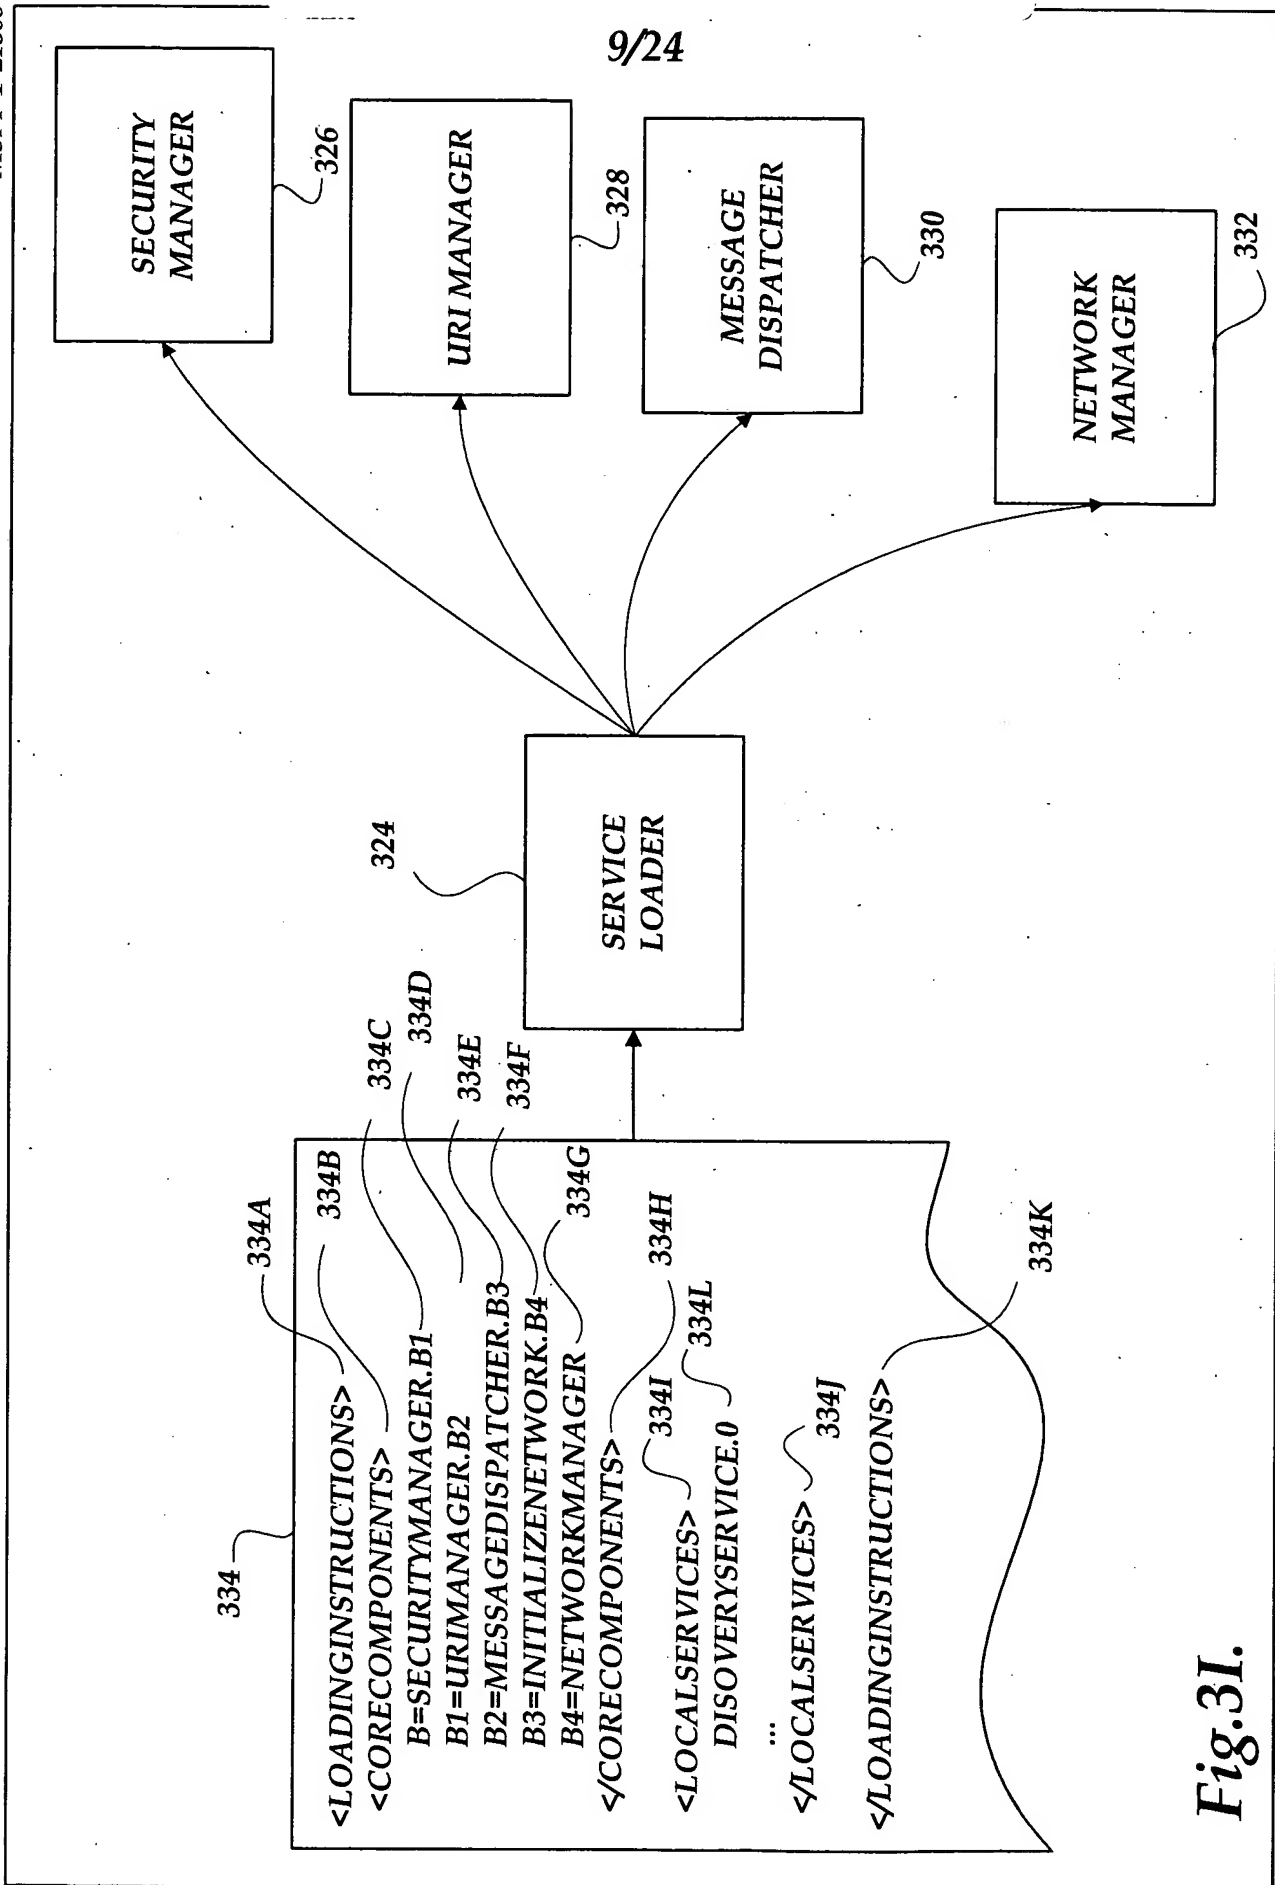 9/24
334
334A
<LOADINGINSTRUCTIONS>
334B
<CORECOMPONENTS>
334C
B=SECURITYMANAGER.B1
334D
B1=URIMANAGER.B2
334E
B2=MESSAGEDISPATCHER.B3
334F
B3=INITIALIZENETWORK.B4
334G
B4=NETWORKMANAGER
334H
</CORECOMPONENTS>
334I
<LOCALSERVICES>
334L
DISOVERYSERVICE.0
...
334J
</LOCALSERVICES>
334K
</LOADINGINSTRUCTIONS>
324
SERVICE
LOADER
SECURITY
MANAGER
326
URI MANAGER
328
MESSAGE
DISPATCHER
330
NETWORK
MANAGER
332
Fig.3I.